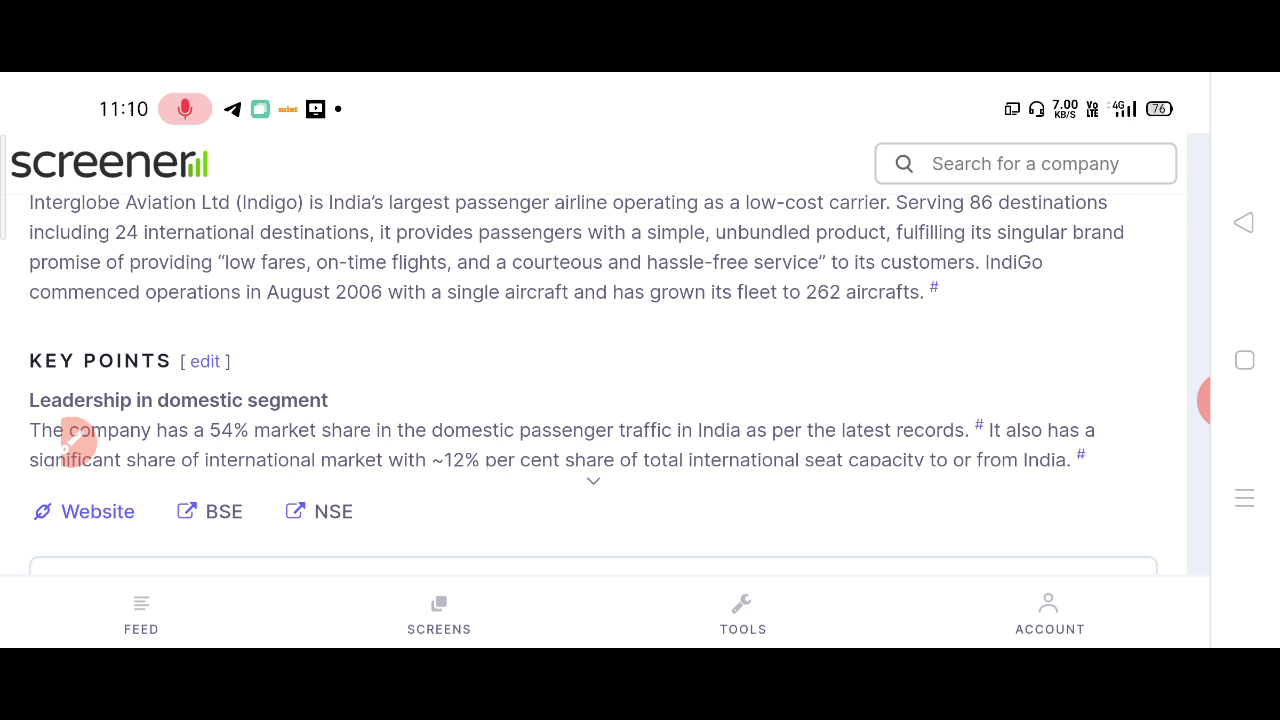 11:10
mint
7.00 KB/S
Vo LTE
4G
76
screener
Search for a company
Interglobe Aviation Ltd (Indigo) is India’s largest passenger airline operating as a low-cost carrier. Serving 86 destinations
including 24 international destinations, it provides passengers with a simple, unbundled product, fulfilling its singular brand
promise of providing “low fares, on-time flights, and a courteous and hassle-free service” to its customers. IndiGo
commenced operations in August 2006 with a single aircraft and has grown its fleet to 262 aircrafts. #
KEY POINTS [ edit ]
Leadership in domestic segment
The company has a 54% market share in the domestic passenger traffic in India as per the latest records. # It also has a
significant share of international market with ~12% per cent share of total international seat capacity to or from India. #
Website
BSE
NSE
FEED
SCREENS
TOOLS
ACCOUNT